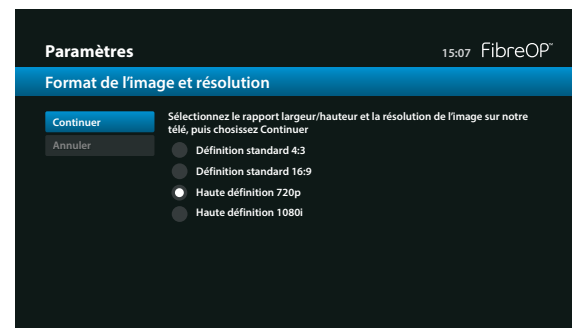 Paramètres
15:07 FibreOP™
Format de l'image et résolution
Continuer
Annuler
Sélectionnez le rapport largeur/hauteur et la résolution de l'image sur notre
télé, puis chosissez Continuer
Définition standard 4:3
Définition standard 16:9
Haute définition 720p
Haute définition 1080i